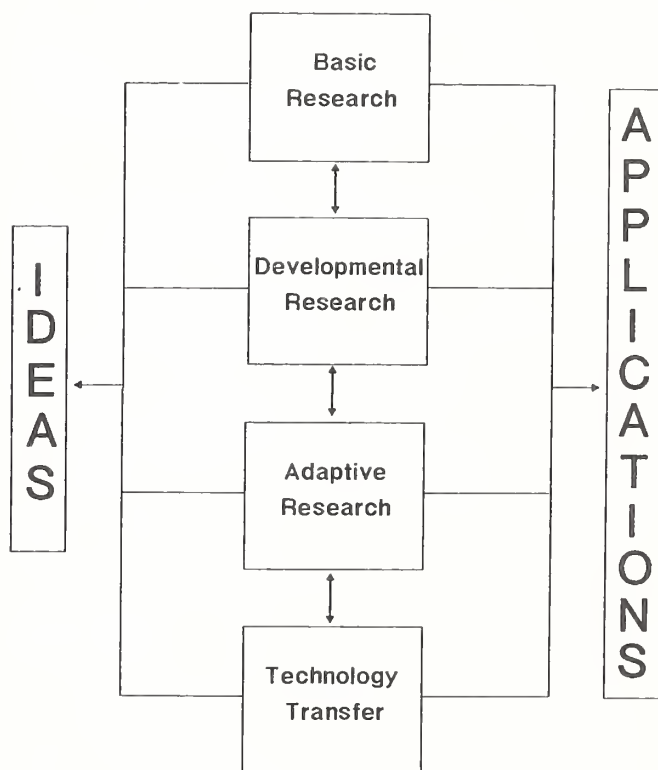 Basic
Research
Developmental
Research
Adaptive
Research
Technology
Transfer
IDEAS
APPLICATIONS